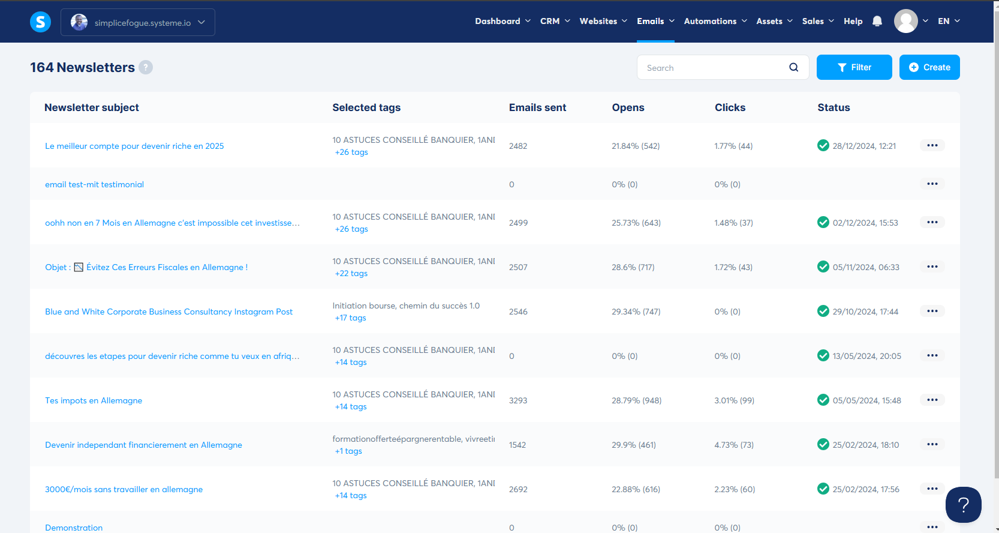 S simplicefogue.systeme.io Dashboard CRM Websites Emails Automations Assets Sales Help EN
164 Newsletters ? Search Filter Create
Newsletter subject Selected tags Emails sent Opens Clicks Status
Le meilleur compte pour devenir riche en 2025 10 ASTUCES CONSEILLÉ BANQUIER, 1AND 2482 21.84% (542) 1.77% (44) 28/12/2024, 12:21
+26 tags
email test-mit testimonial 0 0% (0) 0% (0)
oohh non en 7 Mois en Allemagne c'est impossible cet investisse... 10 ASTUCES CONSEILLÉ BANQUIER, 1AND 2499 25.73% (643) 1.48% (37) 02/12/2024, 15:53
+26 tags
Objet : 📉 Évitez Ces Erreurs Fiscales en Allemagne ! 10 ASTUCES CONSEILLÉ BANQUIER, 1AND 2507 28.6% (717) 1.72% (43) 05/11/2024, 06:33
+22 tags
Blue and White Corporate Business Consultancy Instagram Post Initiation bourse, chemin du succès 1.0 2546 29.34% (747) 0% (0) 29/10/2024, 17:44
+17 tags
découvres les etapes pour devenir riche comme tu veux en afriq... 10 ASTUCES CONSEILLÉ BANQUIER, 1AND 0 0% (0) 0% (0) 13/05/2024, 20:05
+14 tags
Tes impots en Allemagne 10 ASTUCES CONSEILLÉ BANQUIER, 1AND 3293 28.79% (948) 3.01% (99) 05/05/2024, 15:48
+14 tags
Devenir independant financierement en Allemagne formationofferteépargnerentable, vivreetin 1542 29.9% (461) 4.73% (73) 25/02/2024, 18:10
+1 tags
3000€/mois sans travailler en allemagne 10 ASTUCES CONSEILLÉ BANQUIER, 1AND 2692 22.88% (616) 2.23% (60) 25/02/2024, 17:56
+14 tags
Demonstration 0 0% (0) 0% (0)
?